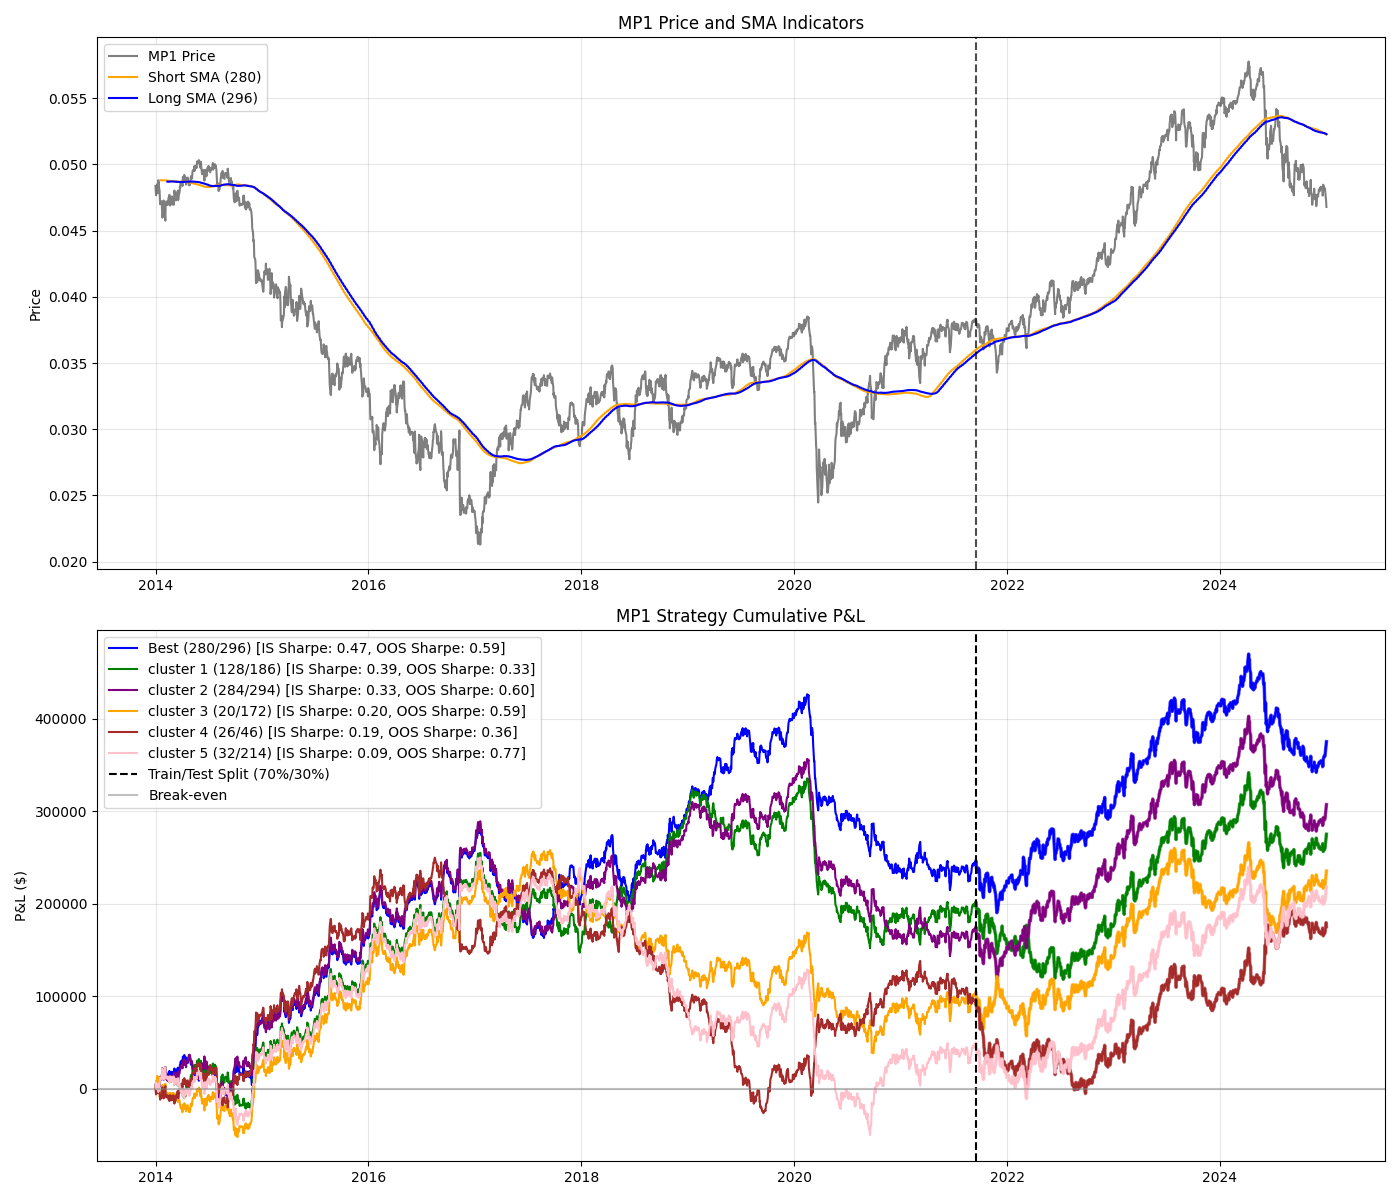 MP1 Price and SMA Indicators
MP1 Price
Short SMA (280)
Long SMA (296)
Price
0.055
0.050
0.045
0.040
0.035
0.030
0.025
0.020
2014 2016 2018 2020 2022 2024
MP1 Strategy Cumulative P&L
Best (280/296) [IS Sharpe: 0.47, OOS Sharpe: 0.59]
cluster 1 (128/186) [IS Sharpe: 0.39, OOS Sharpe: 0.33]
cluster 2 (284/294) [IS Sharpe: 0.33, OOS Sharpe: 0.60]
cluster 3 (20/172) [IS Sharpe: 0.20, OOS Sharpe: 0.59]
cluster 4 (26/46) [IS Sharpe: 0.19, OOS Sharpe: 0.36]
cluster 5 (32/214) [IS Sharpe: 0.09, OOS Sharpe: 0.77]
Train/Test Split (70%/30%)
Break-even
P&L ($)
400000
300000
200000
100000
0
2014 2016 2018 2020 2022 2024